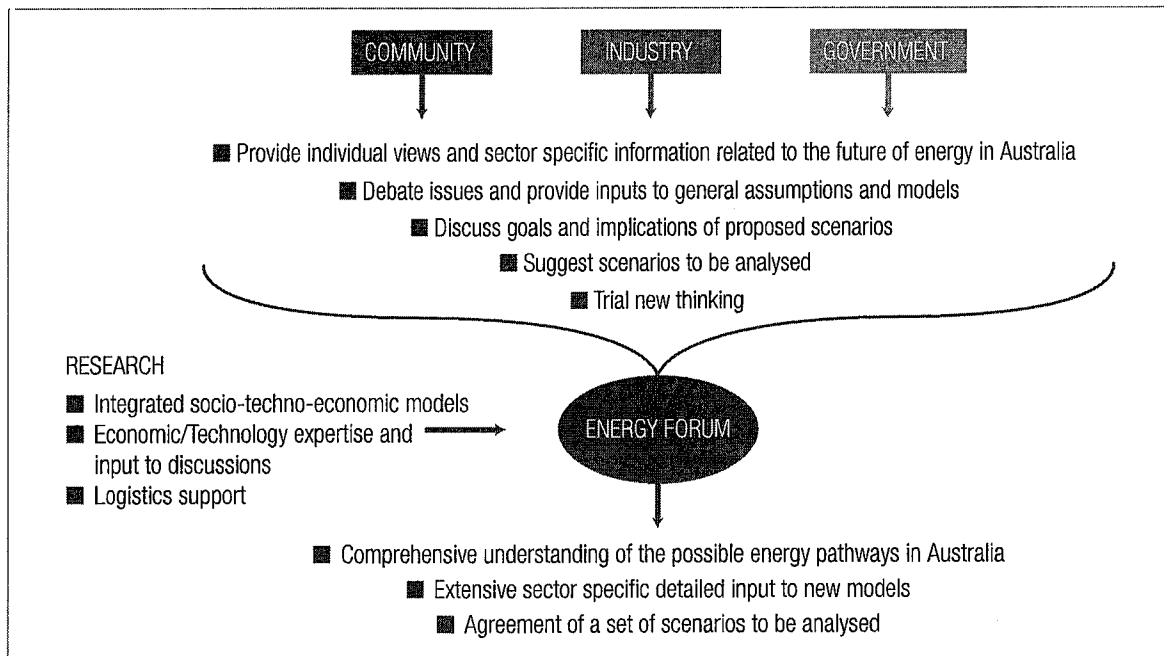 COMMUNITY INDUSTRY GOVERNMENT
■ Provide individual views and sector specific information related to the future of energy in Australia
■ Debate issues and provide inputs to general assumptions and models
■ Discuss goals and implications of proposed scenarios
■ Suggest scenarios to be analysed
■ Trial new thinking
RESEARCH
■ Integrated socio-techno-economic models
■ Economic/Technology expertise and
input to discussions
■ Logistics support
ENERGY FORUM
■ Comprehensive understanding of the possible energy pathways in Australia
■ Extensive sector specific detailed input to new models
■ Agreement of a set of scenarios to be analysed